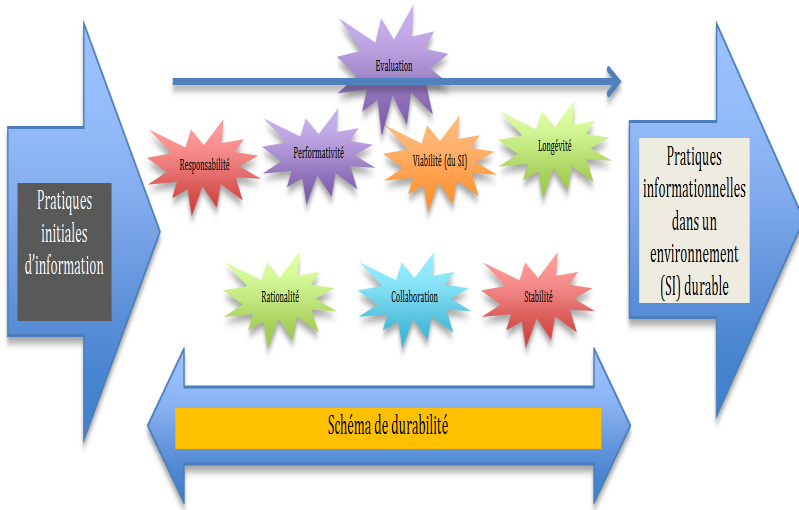 Evaluation
Responsabilité
Performativité
Viabilité (du SI)
Longévité
Pratiques
initiales
d'information
Pratiques
informationnelles
dans un
environnement
(SI) durable
Rationalité
Collaboration
Stabilité
Schéma de durabilité